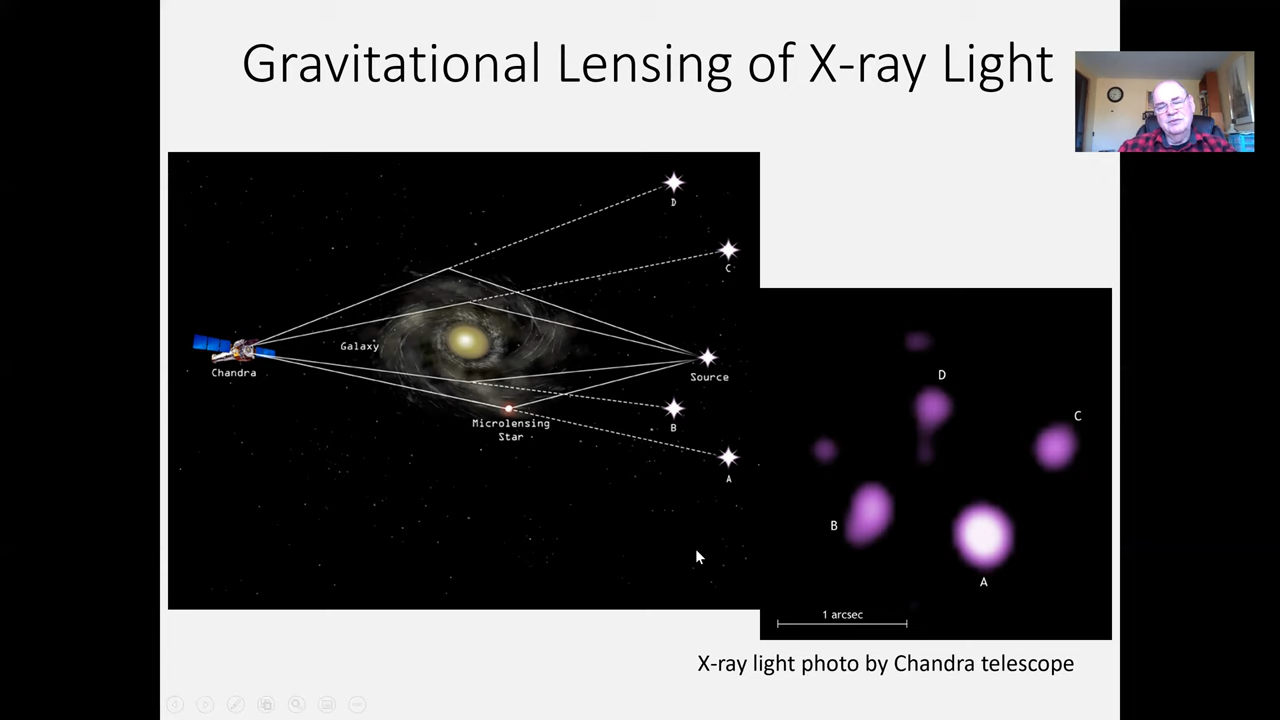 Gravitational Lensing of X-ray Light
D
C
Galaxy
Chandra
Source
B
Microlensing
Star
A
D
C
B
A
1 arcsec
X-ray light photo by Chandra telescope